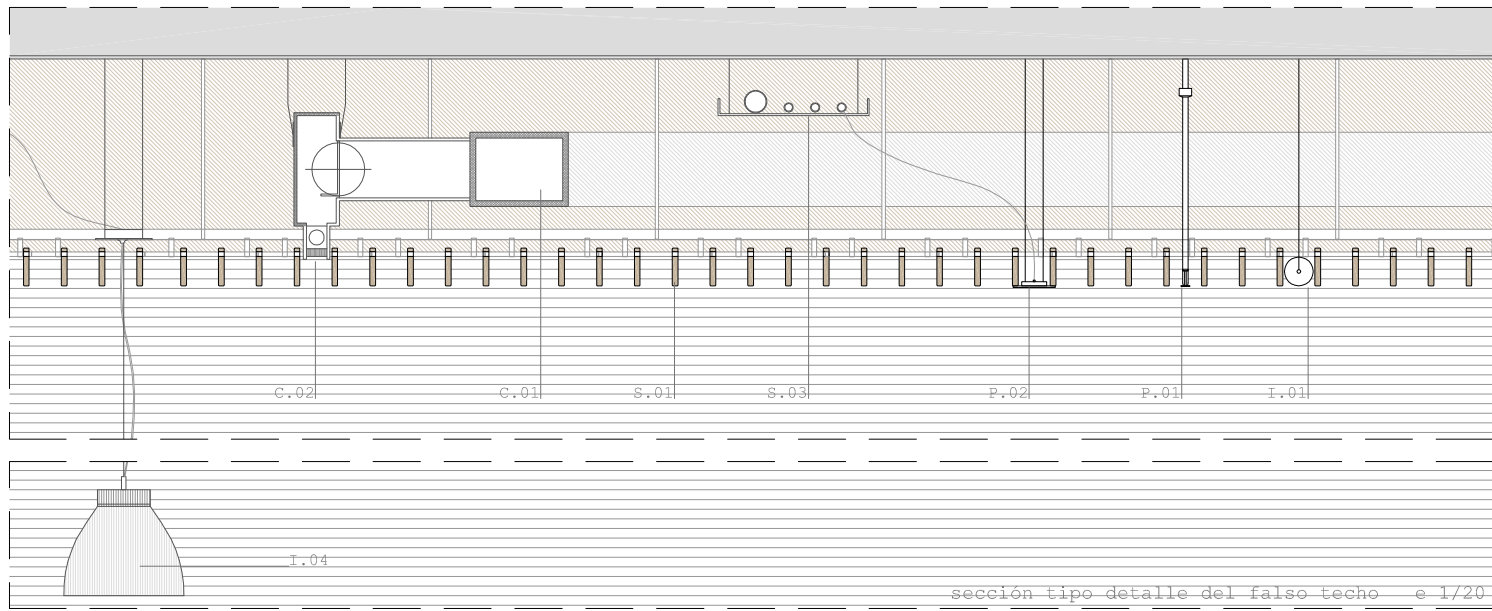 C.02 C.01 S.01 S.03 P.02 P.01 I.01
I.04
sección tipo detalle del falso techo e 1/20